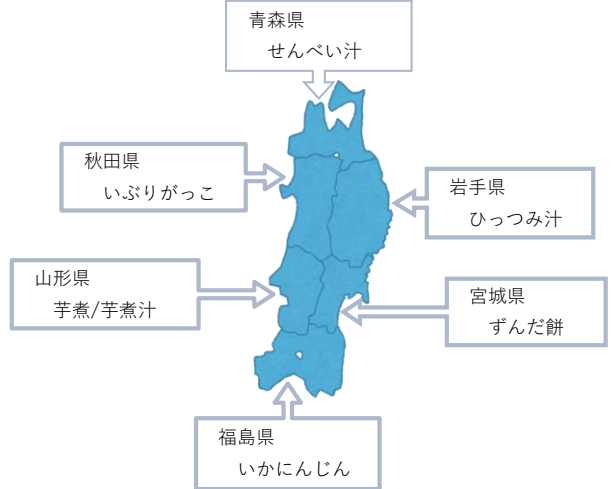 青森県
せんべい汁
秋田県
いぶりがっこ
岩手県
ひっつみ汁
山形県
芋煮/芋煮汁
宮城県
ずんだ餅
福島県
いかにんじん